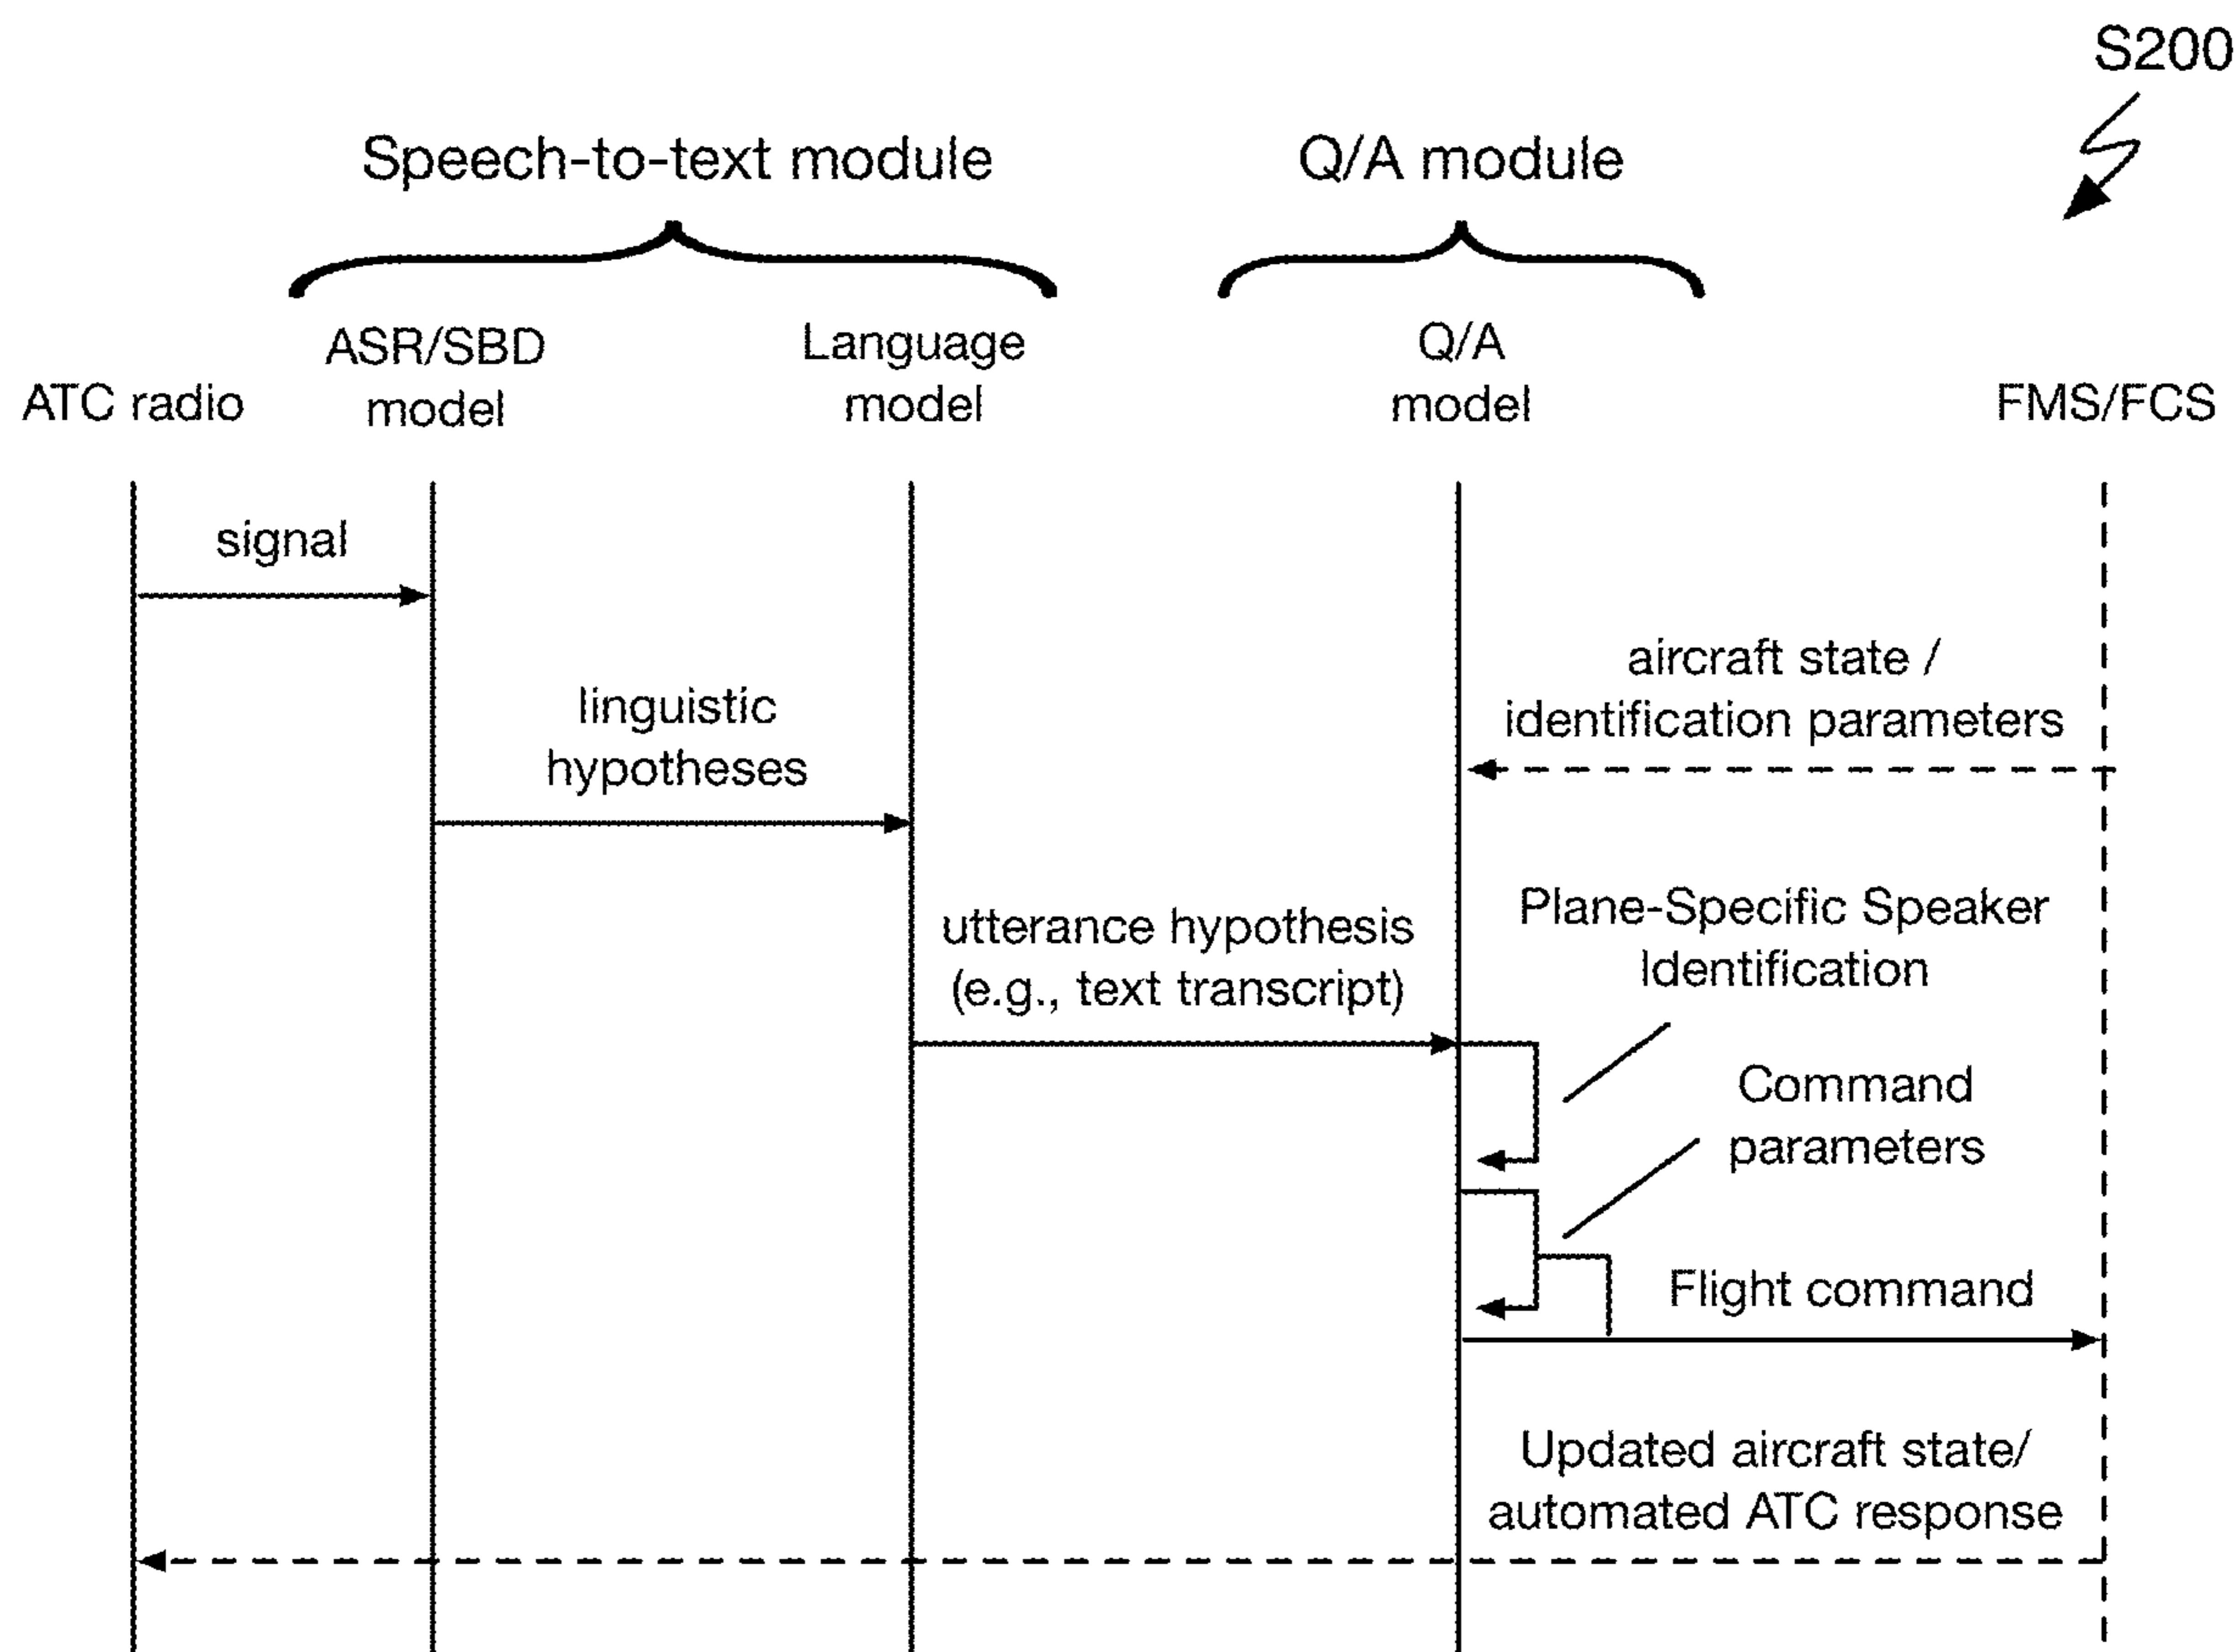 S200
Speech-to-text module
Q/A module
ATC radio
ASR/SBD
model
Language
model
Q/A
model
FMS/FCS
signal
aircraft state /
identification parameters
linguistic
hypotheses
Plane-Specific Speaker
Identification
utterance hypothesis
(e.g., text transcript)
Command
parameters
Flight command
Updated aircraft state/
automated ATC response